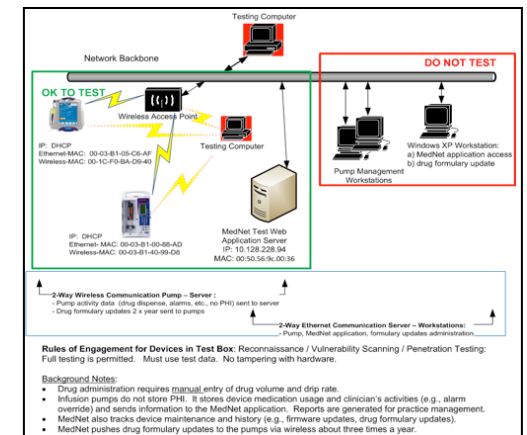 Testing Computer
Network Backbone
DO NOT TEST
OK TO TEST
Wireless Access Point
IP: DHCP
Ethernet-MAC: 00-03-B1-05-C6-AF
Wireless-MAC: 00-1C-F0-BA-D9-40
Testing Computer
Pump Management
Workstations
Windows XP Workstation:
a) MedNet application access
b) drug formulary update
IP: DHCP
Ethernet- MAC: 00-03-B1-00-88-AD
Wireless-MAC: 00-03-B1-40-99-D8
MedNet Test Web
Application Server
IP: 10.128.228.94
MAC: 00:50.56:9c.00:36
2-Way Wireless Communication Pump – Server :
- Pump activity data (drug dispense, alarms, etc., no PHI) sent to server
- Drug formulary updates 2 x year sent to pumps
2-Way Ethernet Communication Server – Workstations:
- Pump, MedNet application, formulary updates administration
Rules of Engagement for Devices in Test Box: Reconnaissance / Vulnerability Scanning / Penetration Testing:
Full testing is permitted. Must use test data. No tampering with hardware.
Background Notes:
• Drug administration requires manual entry of drug volume and drip rate.
• Infusion pumps do not store PHI. It stores device medication usage and clinician's activities (e.g., alarm
override) and sends information to the MedNet application. Reports are generated for practice management.
• MedNet also tracks device maintenance and history (e.g., firmware updates, drug formulary updates).
• MedNet pushes drug formulary updates to the pumps via wireless about three times a year.